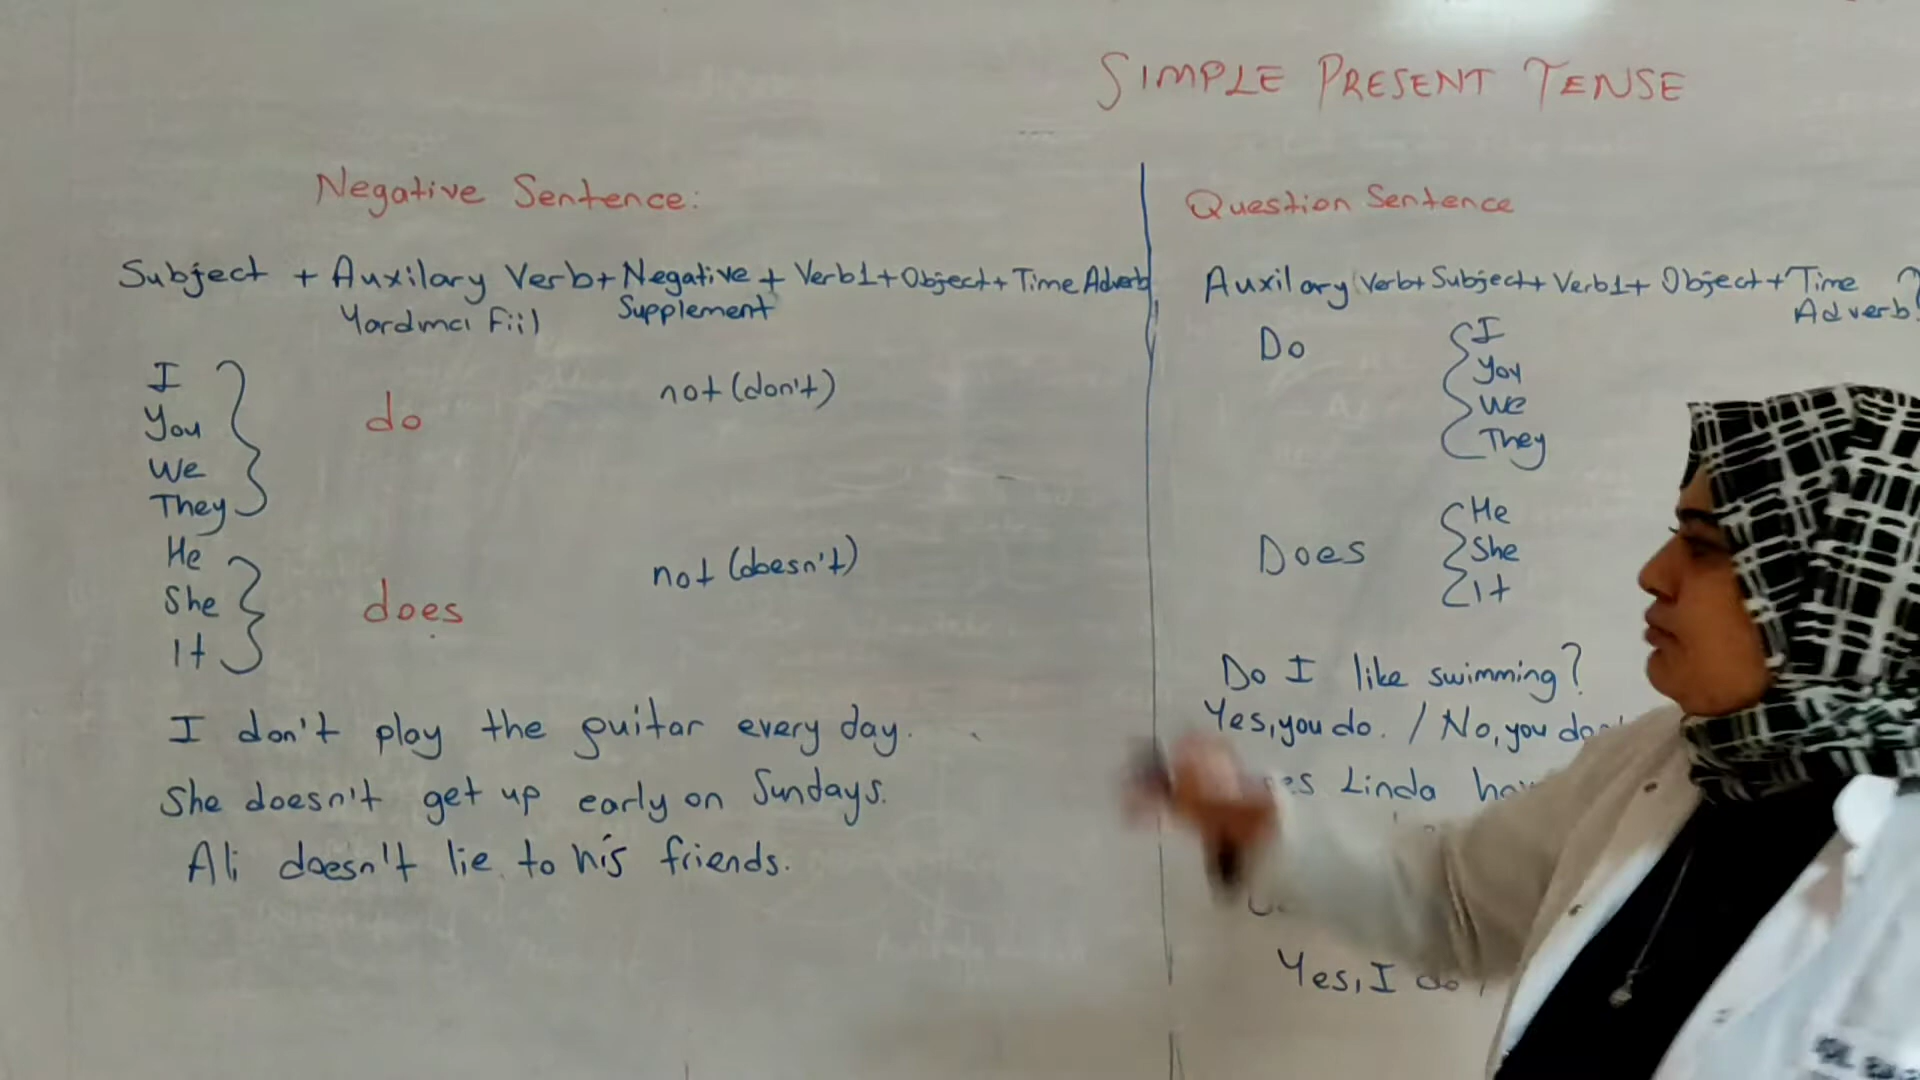 SIMPLE PRESENT TENSE
Negative Sentence:
Subject + Auxilary Verb + Negative + Verb1 + Object + Time Adverb
Yardımcı Fiil Supplement
I
You
We
They
do not (don't)
He
She
It
does not (doesn't)
I don't play the guitar every day.
She doesn't get up early on Sundays.
Ali doesn't lie to his friends.
Question Sentence
Auxilary Verb + Subject + Verb1 + Object + Time
Adverb ?
Do
I
You
We
They
Does
He
She
It
Do I like swimming?
Yes, you do. / No, you
Linda
Yes, I do